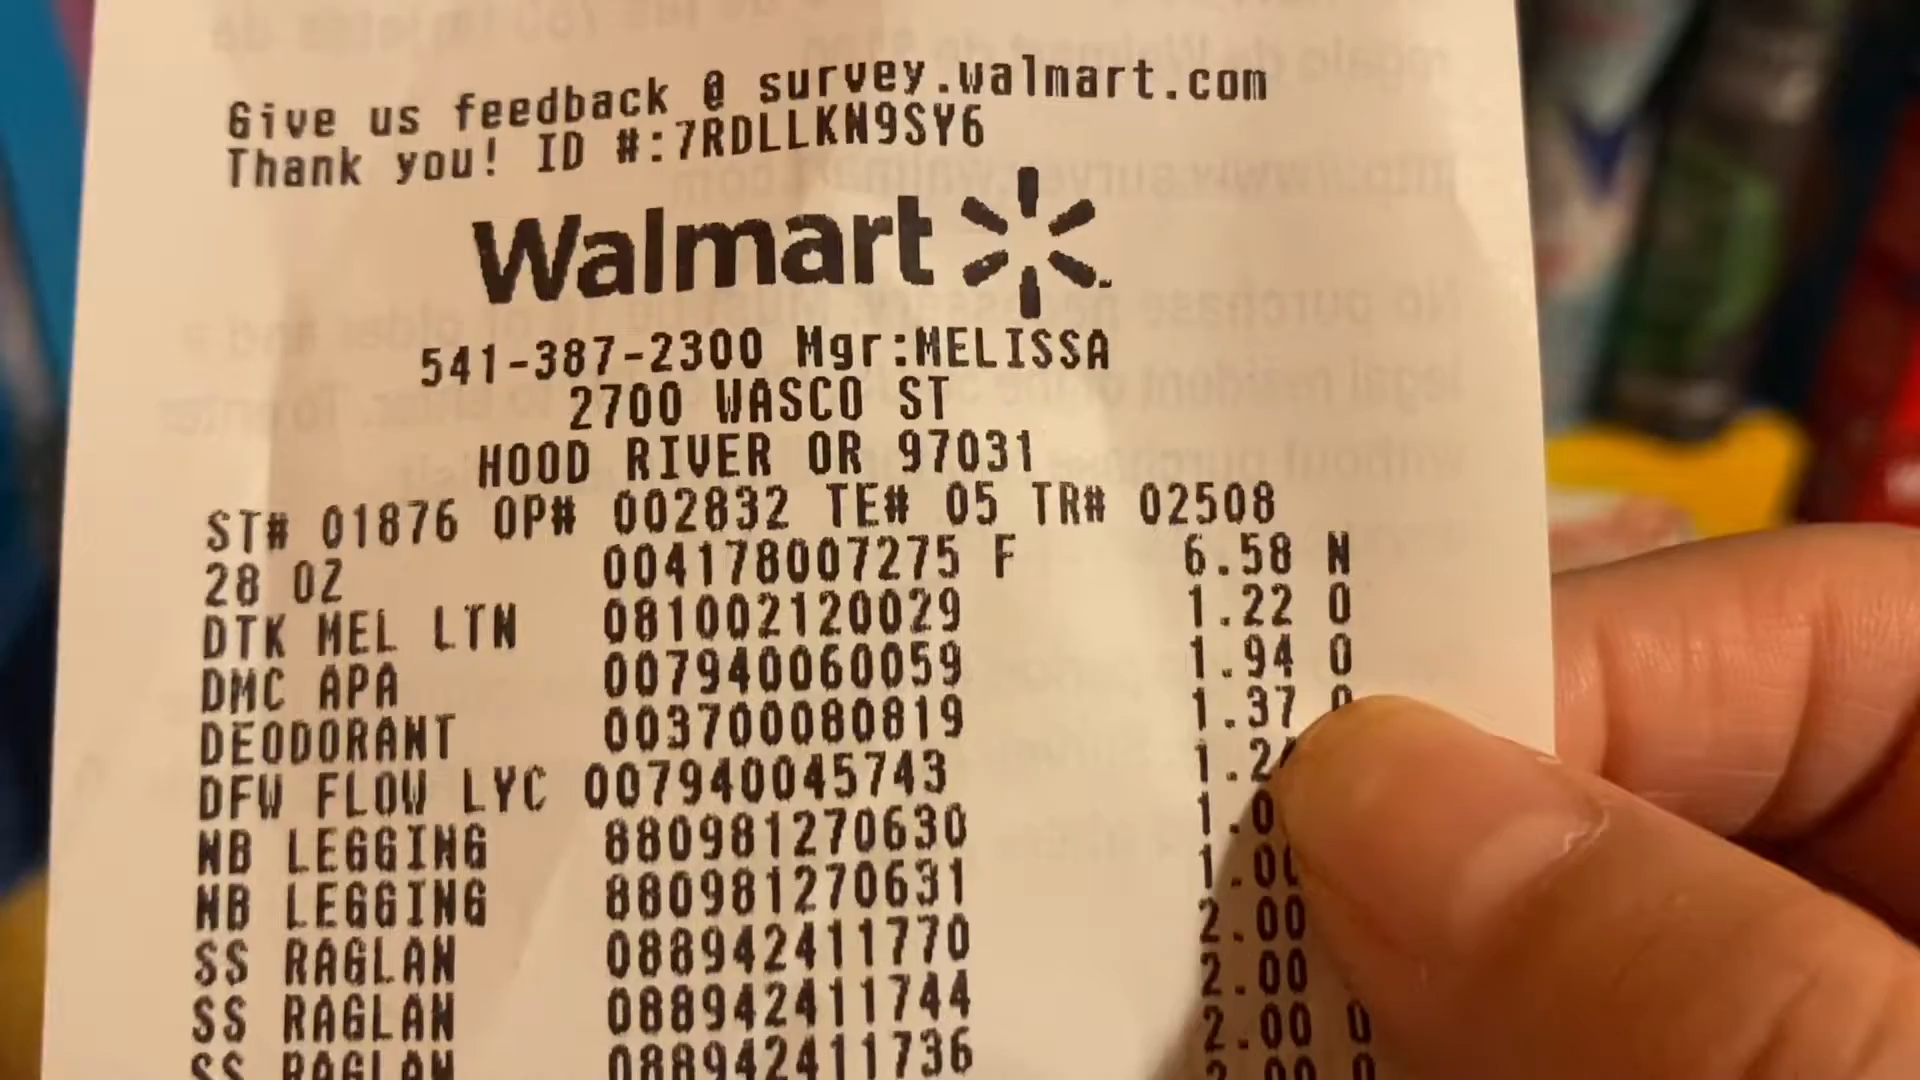 Give us feedback @ survey.walmart.com
Thank you! ID #:7RDLLKN9SY6
Walmart
541-387-2300 Mgr:MELISSA
2700 WASCO ST
HOOD RIVER OR 97031
ST# 01876 OP# 002832 TE# 05 TR# 02508
28 OZ 004178007275 F 6.58 N
DTK MEL LTN 081002120029 1.22 O
DMC APA 007940060059 1.94 O
DEODORANT 003700080819 1.37
DFW FLOW LYC 007940045743
NB LEGGING 880981270630
NB LEGGING 880981270631 1.00
SS RAGLAN 088942411770 2.00
SS RAGLAN 088942411744 2.00
SS RAGLAN 088942411736 2.00 O
2.00 O